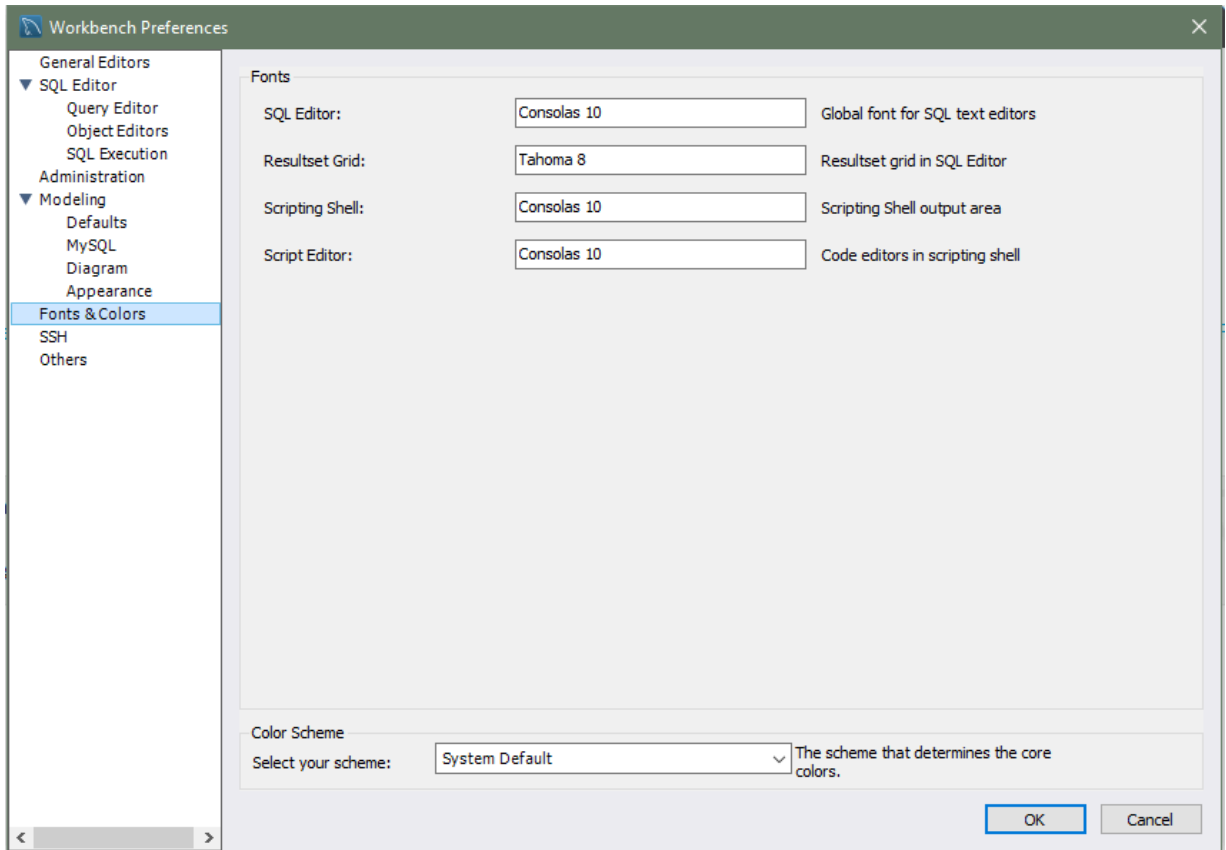 Workbench Preferences
General Editors
SQL Editor
Query Editor
Object Editors
SQL Execution
Administration
Modeling
Defaults
MySQL
Diagram
Appearance
Fonts & Colors
SSH
Others
Fonts
SQL Editor: Consolas 10 Global font for SQL text editors
Resultset Grid: Tahoma 8 Resultset grid in SQL Editor
Scripting Shell: Consolas 10 Scripting Shell output area
Script Editor: Consolas 10 Code editors in scripting shell
Color Scheme
Select your scheme: System Default The scheme that determines the core
colors.
OK Cancel